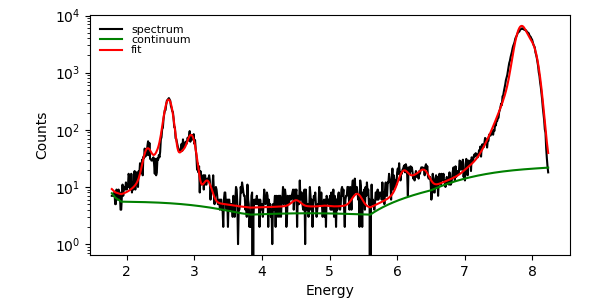 10⁴
spectrum
continuum
fit
10³
10²
10¹
10⁰
Counts
2 3 4 5 6 7 8
Energy